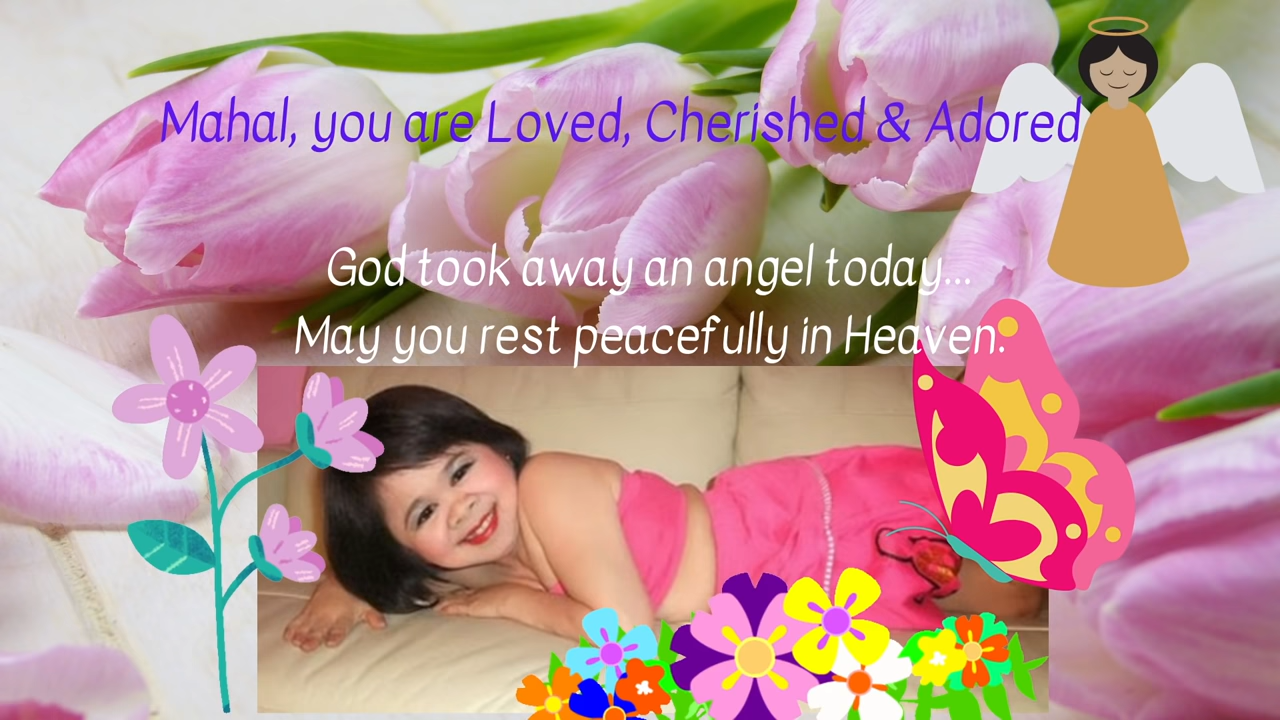 Mahal, you are Loved, Cherished & Adored
God took away an angel today...
May you rest peacefully in Heaven.